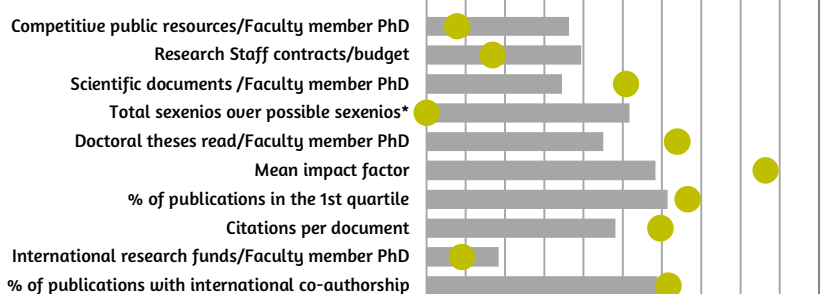 Competitive public resources/Faculty member PhD
Research Staff contracts/budget
Scientific documents /Faculty member PhD
Total sexenios over possible sexenios*
Doctoral theses read/Faculty member PhD
Mean impact factor
% of publications in the 1st quartile
Citations per document
International research funds/Faculty member PhD
% of publications with international co-authorship